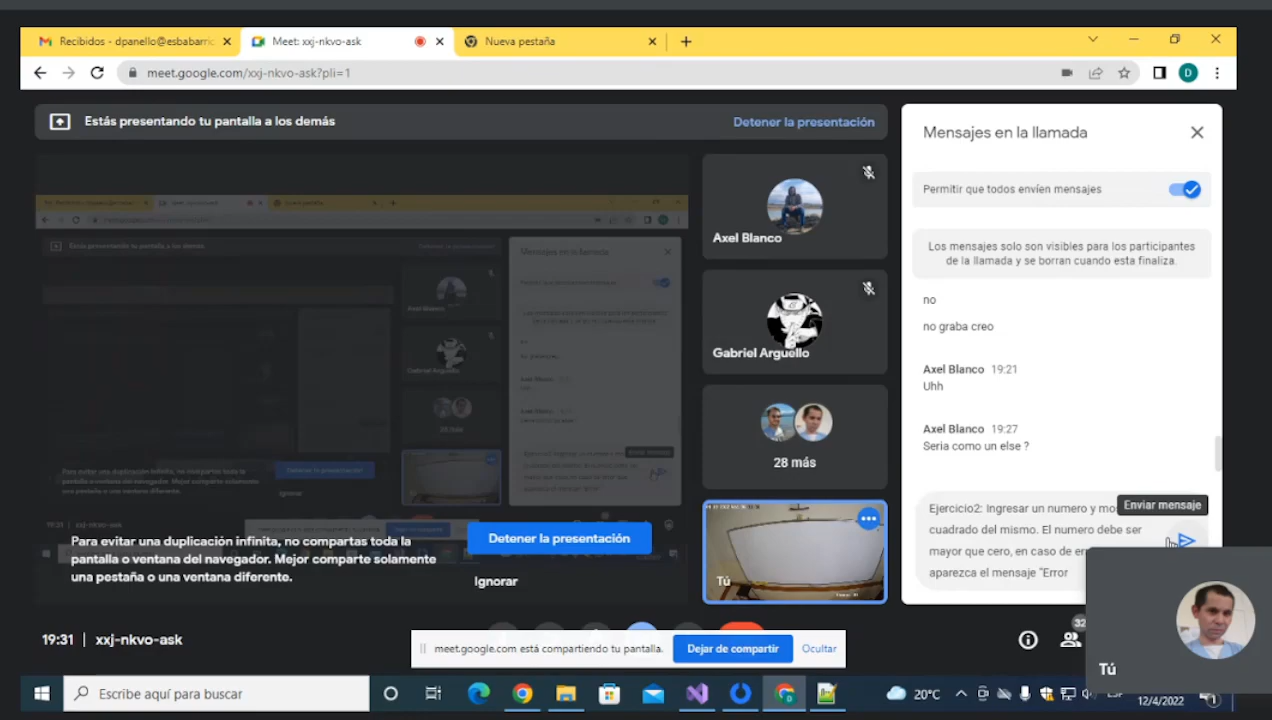 Recibidos - dpanello@esbabarric
Meet: xxj-nkvo-ask
Nueva pestaña
meet.google.com/xxj-nkvo-ask?pli=1
D
Estás presentando tu pantalla a los demás
Detener la presentación
Axel Blanco
Gabriel Arguello
28 más
Tú
Para evitar una duplicación infinita, no compartas toda la
pantalla o ventana del navegador. Mejor comparte solamente
una pestaña o una ventana diferente.
Detener la presentación
Ignorar
Mensajes en la llamada
Permitir que todos envíen mensajes
Los mensajes solo son visibles para los participantes
de la llamada y se borran cuando esta finaliza.
no
no graba creo
Axel Blanco 19:21
Uhh
Axel Blanco 19:27
Seria como un else ?
Enviar mensaje
Ejercicio2: Ingresar un numero y mo
cuadrado del mismo. El numero debe ser
mayor que cero, en caso de er
aparezca el mensaje "Error
19:31 | xxj-nkvo-ask
meet.google.com está compartiendo tu pantalla.
Dejar de compartir
Ocultar
32
Tú
Escribe aquí para buscar
20°C
12/4/2022
1